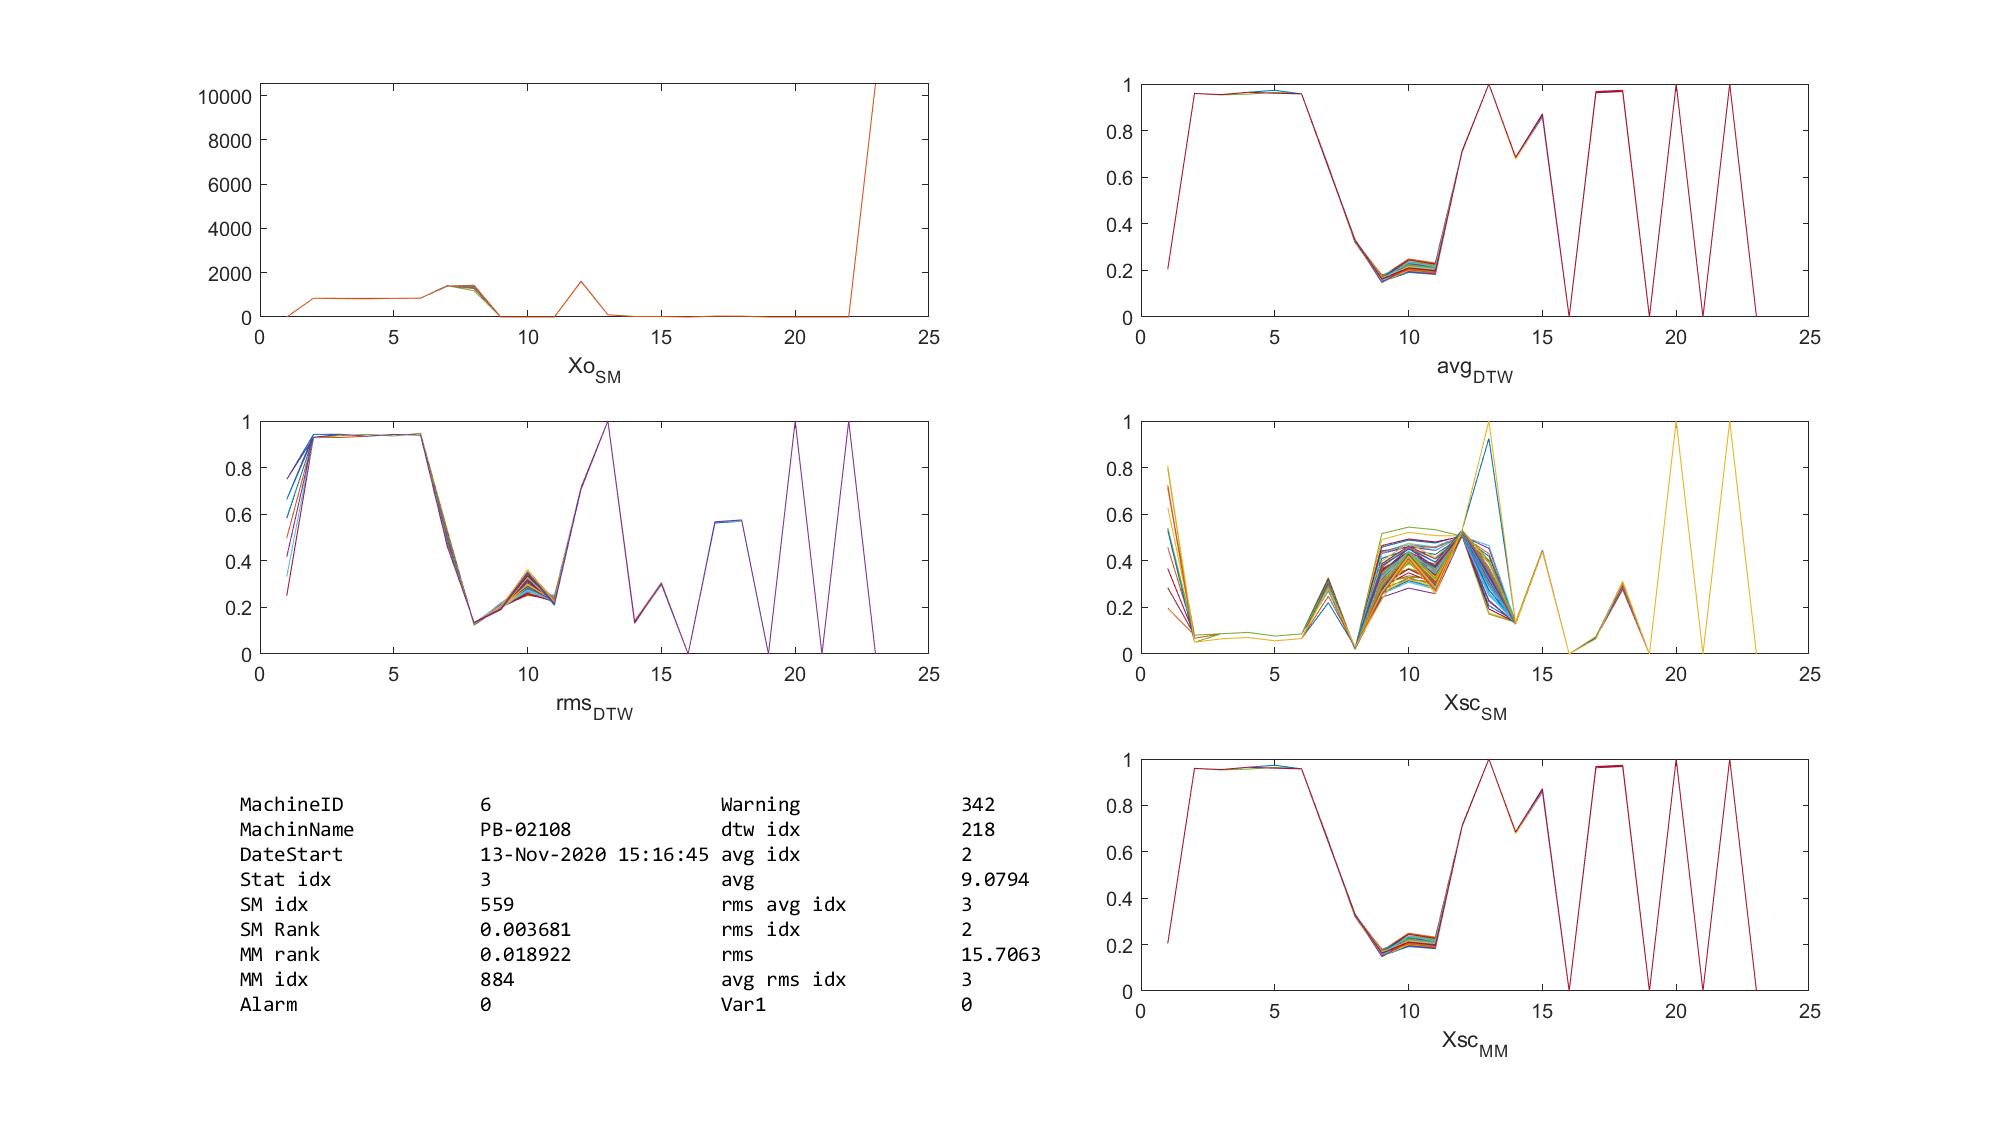 10000
8000
6000
4000
2000
0
0 5 10 15 20 25
XoSM
1
0.8
0.6
0.4
0.2
0
0 5 10 15 20 25
avgDTW
1
0.8
0.6
0.4
0.2
0
0 5 10 15 20 25
rmsDTW
1
0.8
0.6
0.4
0.2
0
0 5 10 15 20 25
XscSM
MachineID 6 Warning 342
MachinName PB-02108 dtw idx 218
DateStart 13-Nov-2020 15:16:45 avg idx 2
Stat idx 3 avg 9.0794
SM idx 559 rms avg idx 3
SM Rank 0.003681 rms idx 2
MM rank 0.018922 rms 15.7063
MM idx 884 avg rms idx 3
Alarm 0 Var1 0
1
0.8
0.6
0.4
0.2
0
0 5 10 15 20 25
XscMM